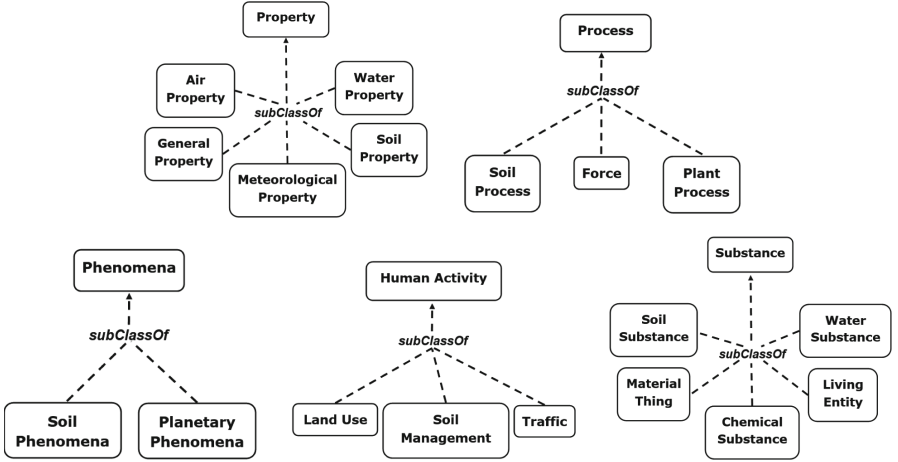 Property
Air
Property
Water
Property
subClassOf
General
Property
Soil
Property
Meteorological
Property
Process
subClassOf
Soil
Process
Force
Plant
Process
Phenomena
subClassOf
Soil
Phenomena
Planetary
Phenomena
Human Activity
subClassOf
Land Use
Soil
Management
Traffic
Substance
Soil
Substance
Water
Substance
subClassOf
Material
Thing
Living
Entity
Chemical
Substance